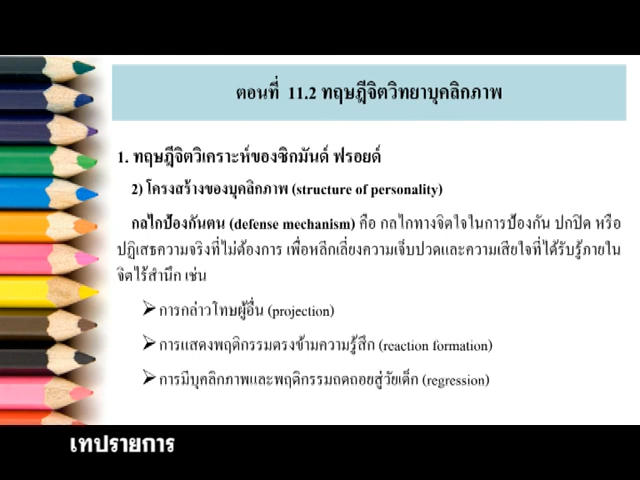 ตอนที่ 11.2 ทฤษฎีจิตวิทยาบุคลิกภาพ
1. ทฤษฎีจิตวิเคราะห์ของซิกมันด์ ฟรอยด์
2) โครงสร้างของบุคลิกภาพ (structure of personality)
กลไกป้องกันตน (defense mechanism) คือ กลไกทางจิตใจในการป้องกัน ปกปิด หรือ
ปฏิเสธความจริงที่ไม่ต้องการ เพื่อหลีกเลี่ยงความเจ็บปวดและความเสียใจที่ได้รับรู้ภายใน
จิตไร้สำนึก เช่น
➢การกล่าวโทษผู้อื่น (projection)
➢การแสดงพฤติกรรมตรงข้ามความรู้สึก (reaction formation)
➢การมีบุคลิกภาพและพฤติกรรมถดถอยสู่วัยเด็ก (regression)
เทปรายการ